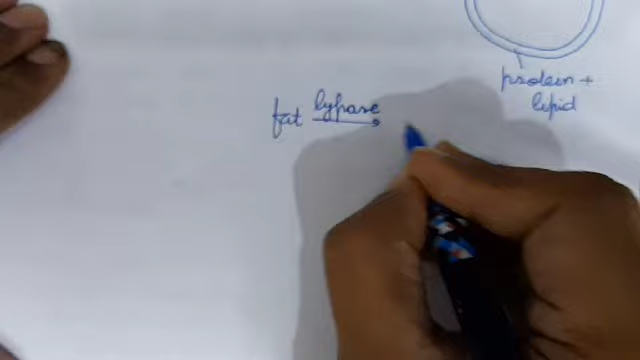 protein +
lipid
lypase
fat